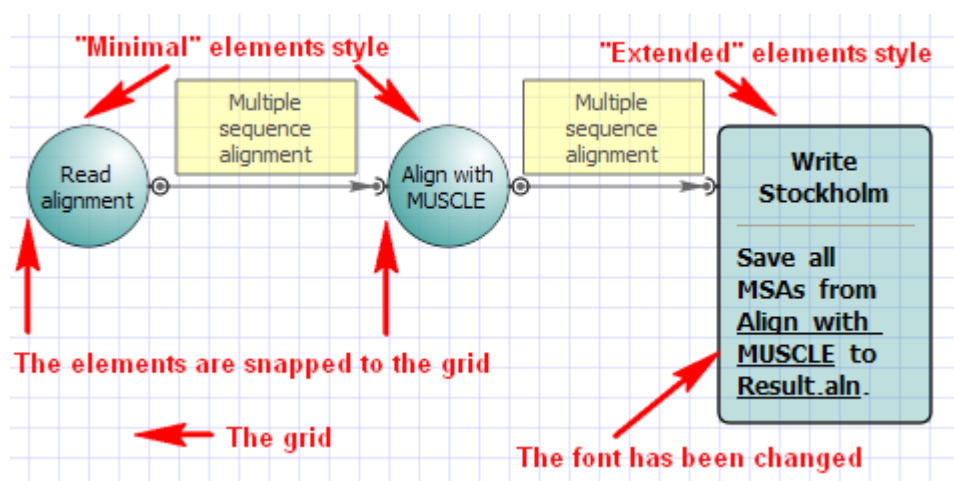 "Minimal" elements style
"Extended" elements style
Multiple
sequence
alignment
Multiple
sequence
alignment
Read
alignment
Align with
MUSCLE
Write
Stockholm
Save all
MSAs from
Align with
MUSCLE to
Result.aln.
The elements are snapped to the grid
The grid
The font has been changed